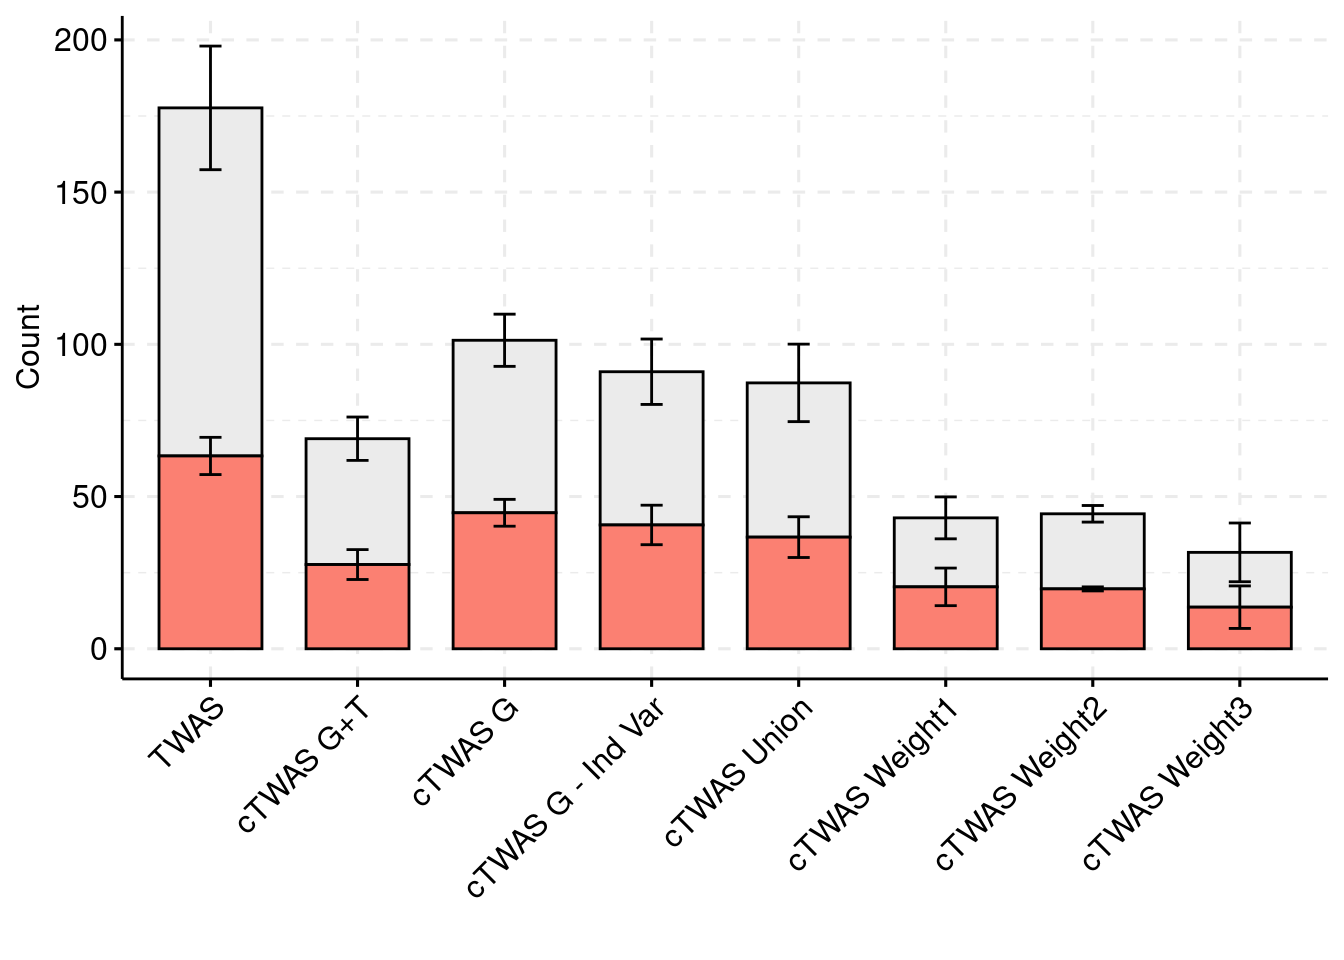 Count
200
150
100
50
0
TWAS
cTWAS G+T
cTWAS G
cTWAS G - Ind Var
cTWAS Union
cTWAS Weight1
cTWAS Weight2
cTWAS Weight3